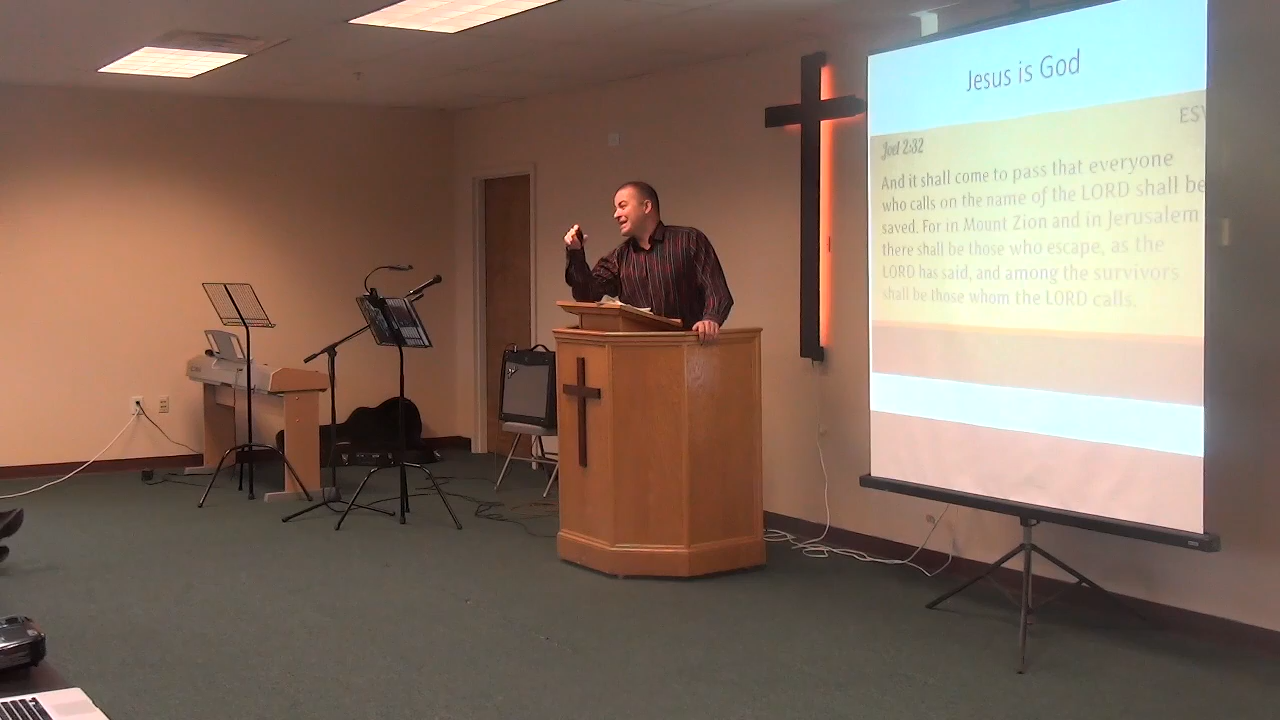 Jesus is God
ESV
Joel 2:32
And it shall come to pass that everyone
who calls on the name of the LORD shall be
saved. For in Mount Zion and in Jerusalem
there shall be those who escape, as the
LORD has said, and among the survivors
shall be those whom the LORD calls.